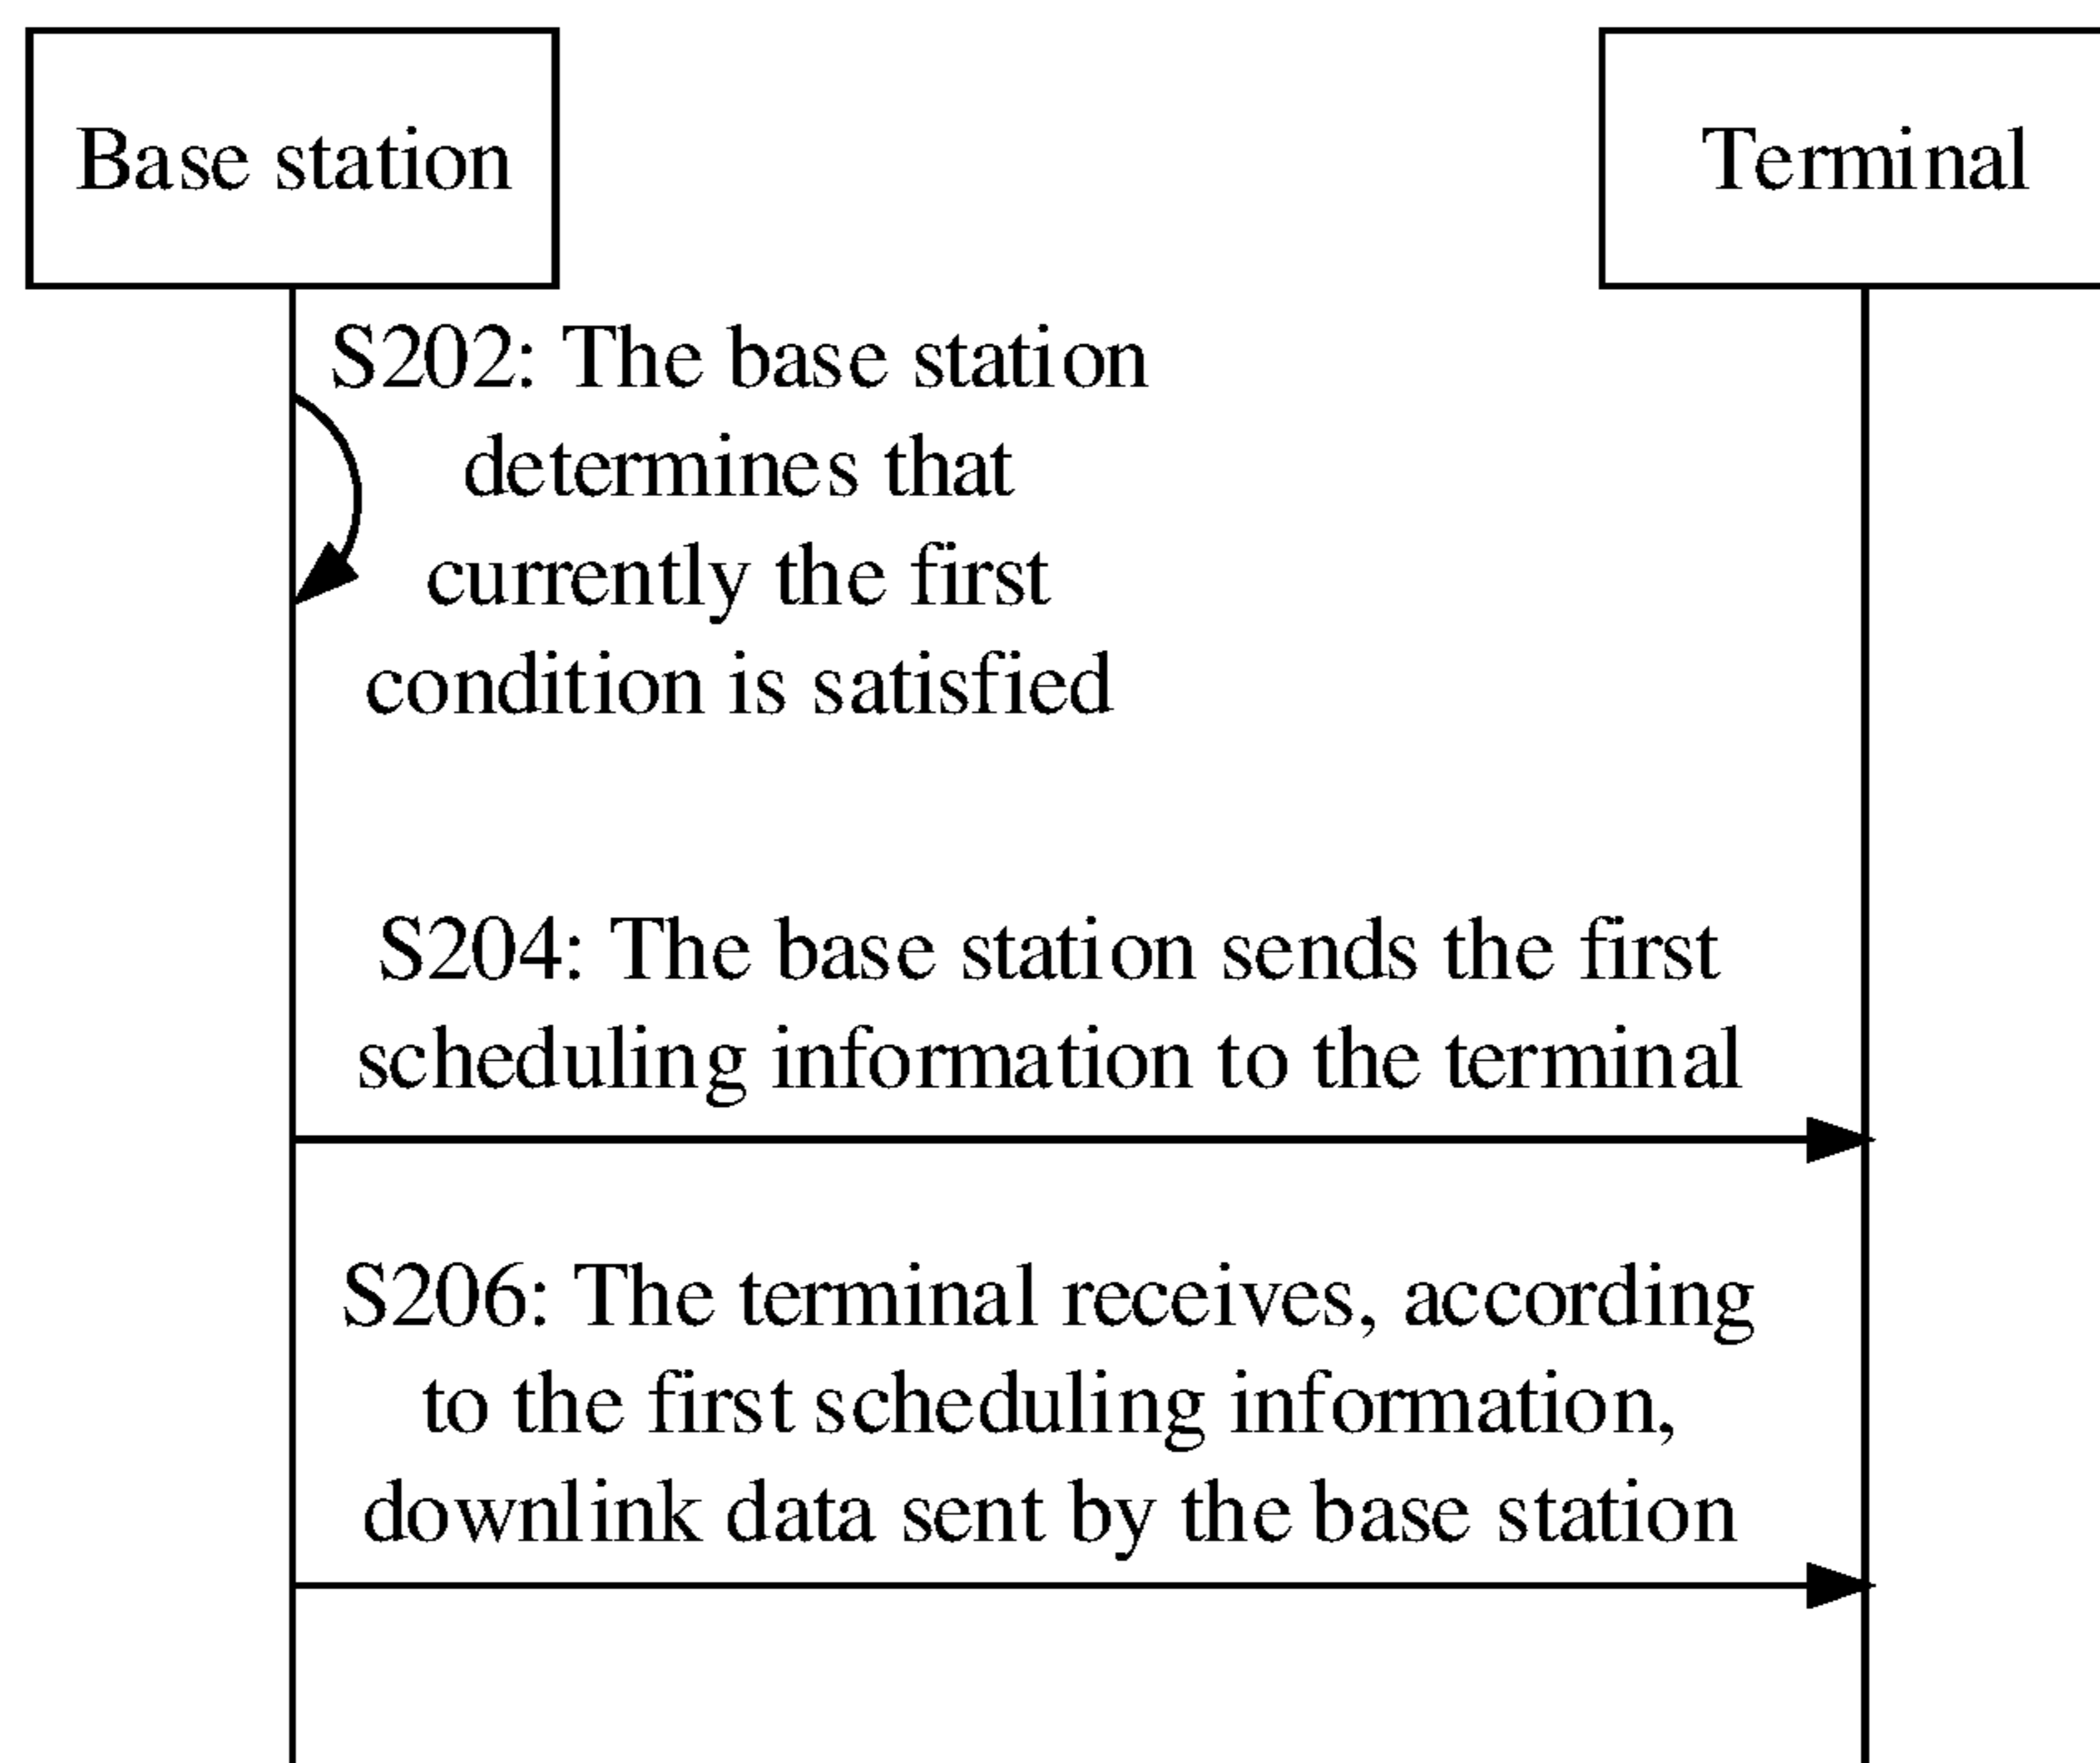 Base station
Terminal
S202: The base station
determines that
currently the first
condition is satisfied
S204: The base station sends the first
scheduling information to the terminal
S206: The terminal receives, according
to the first scheduling information,
downlink data sent by the base station